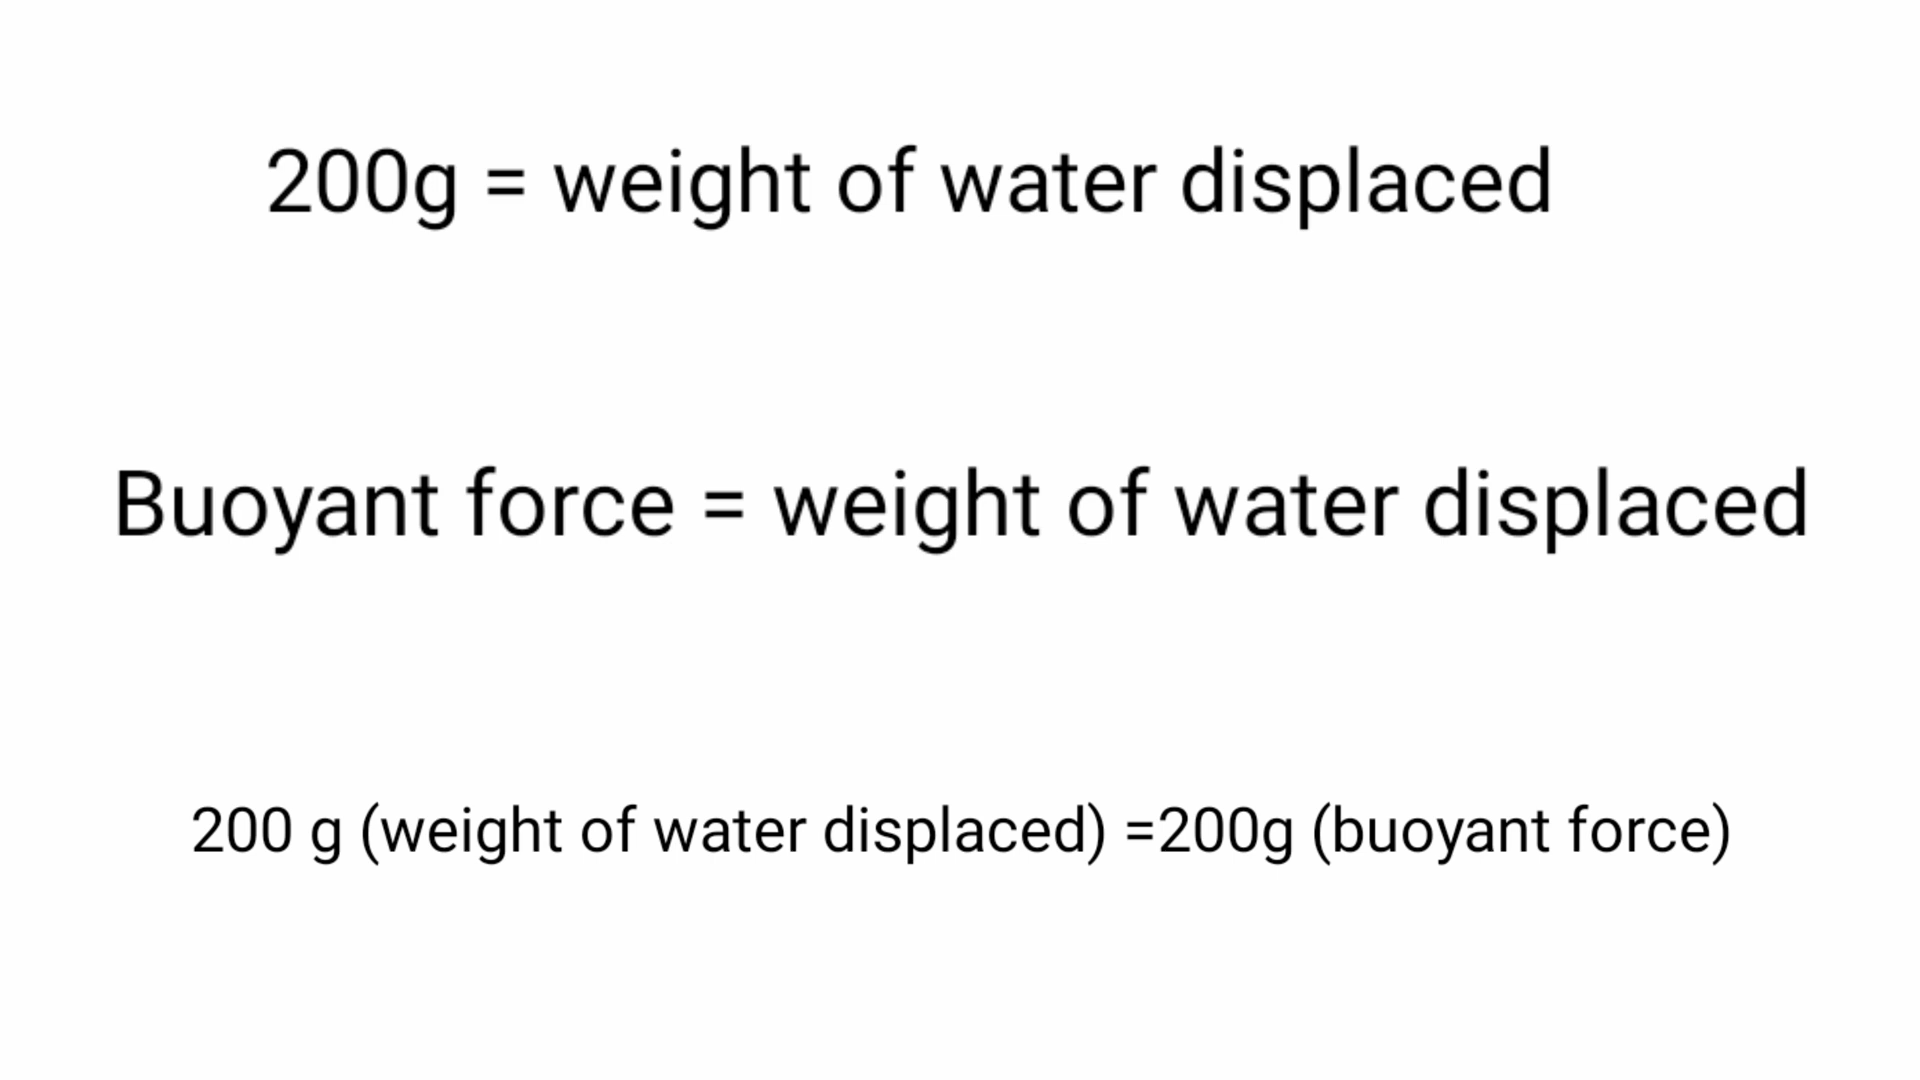 200g = weight of water displaced
Buoyant force = weight of water displaced
200 g (weight of water displaced) =200g (buoyant force)